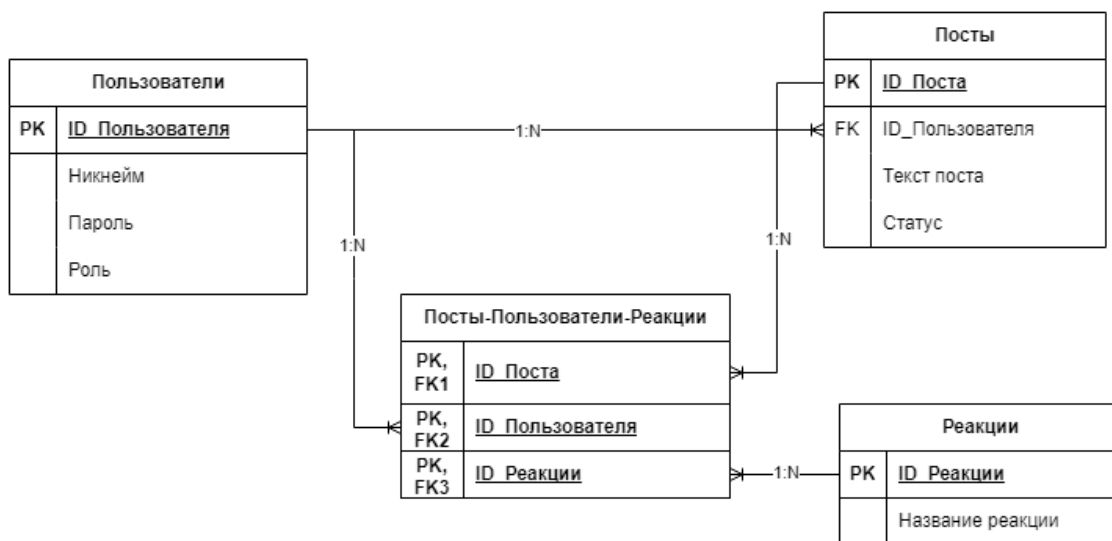 Пользователи
PK ID_Пользователя
Никнейм
Пароль
Роль
Посты
PK ID_Поста
FK ID_Пользователя
Текст поста
Статус
1:N
1:N
1:N
Посты-Пользователи-Реакции
PK,
FK1 ID_Поста
PK,
FK2 ID_Пользователя
PK,
FK3 ID_Реакции
1:N
Реакции
PK ID_Реакции
Название реакции